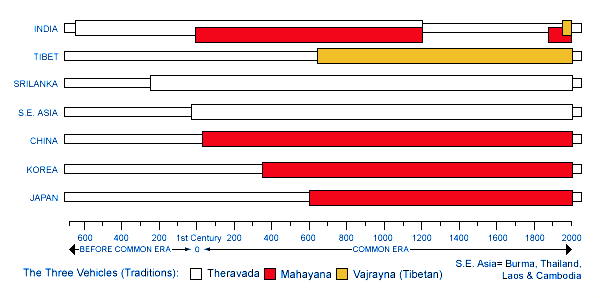 INDIA
TIBET
SRILANKA
S.E. ASIA
CHINA
KOREA
JAPAN
600 400 200 1st Century 200 400 600 800 1000 1200 1400 1600 1800 2000
BEFORE COMMON ERA 0 COMMON ERA
S.E. Asia= Burma, Thailand,
Laos & Cambodia
The Three Vehicles (Traditions): Theravada Mahayana Vajrayna (Tibetan)